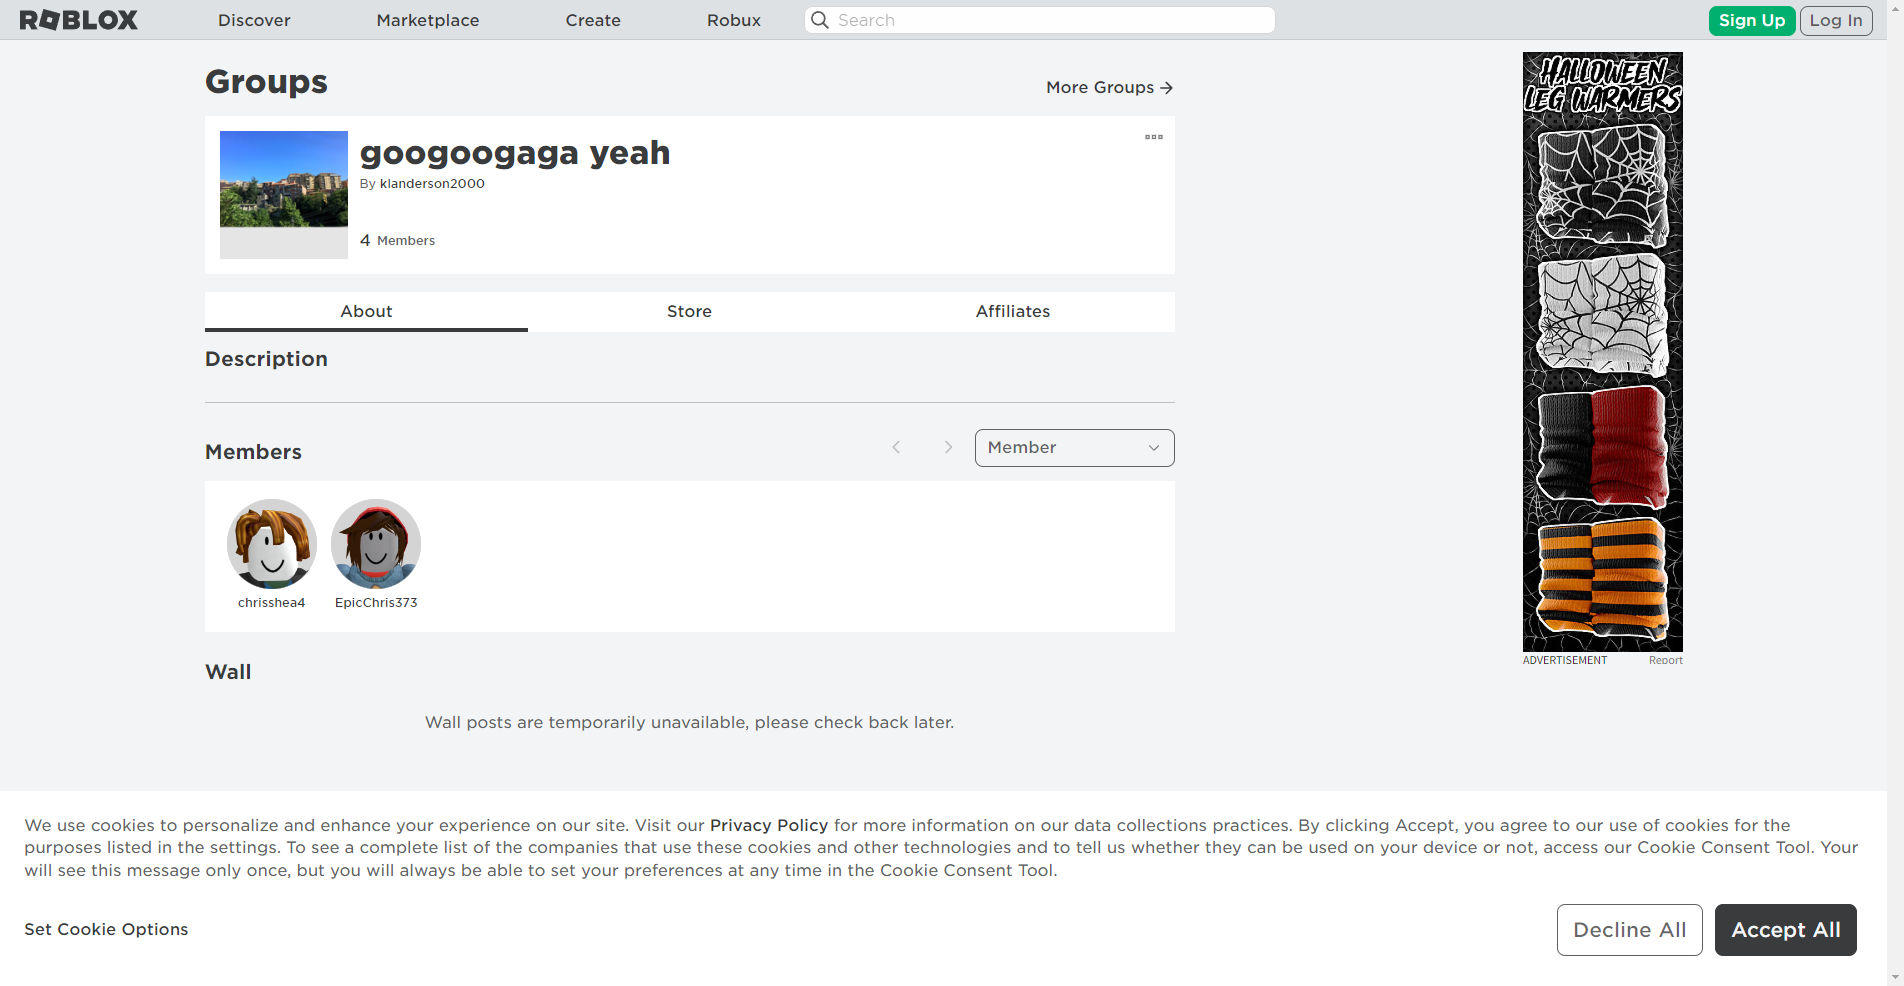 ROBLOX
Discover
Marketplace
Create
Robux
Search
Sign Up
Log In
Groups
More Groups
googoogaga yeah
By klanderson2000
4 Members
About
Store
Affiliates
Description
Members
Member
chrisshea4
EpicChris373
Wall
Wall posts are temporarily unavailable, please check back later.
HALLOWEEN
LEG WARMERS
ADVERTISEMENT
Report
We use cookies to personalize and enhance your experience on our site. Visit our Privacy Policy for more information on our data collections practices. By clicking Accept, you agree to our use of cookies for the
purposes listed in the settings. To see a complete list of the companies that use these cookies and other technologies and to tell us whether they can be used on your device or not, access our Cookie Consent Tool. Your
will see this message only once, but you will always be able to set your preferences at any time in the Cookie Consent Tool.
Set Cookie Options
Decline All
Accept All